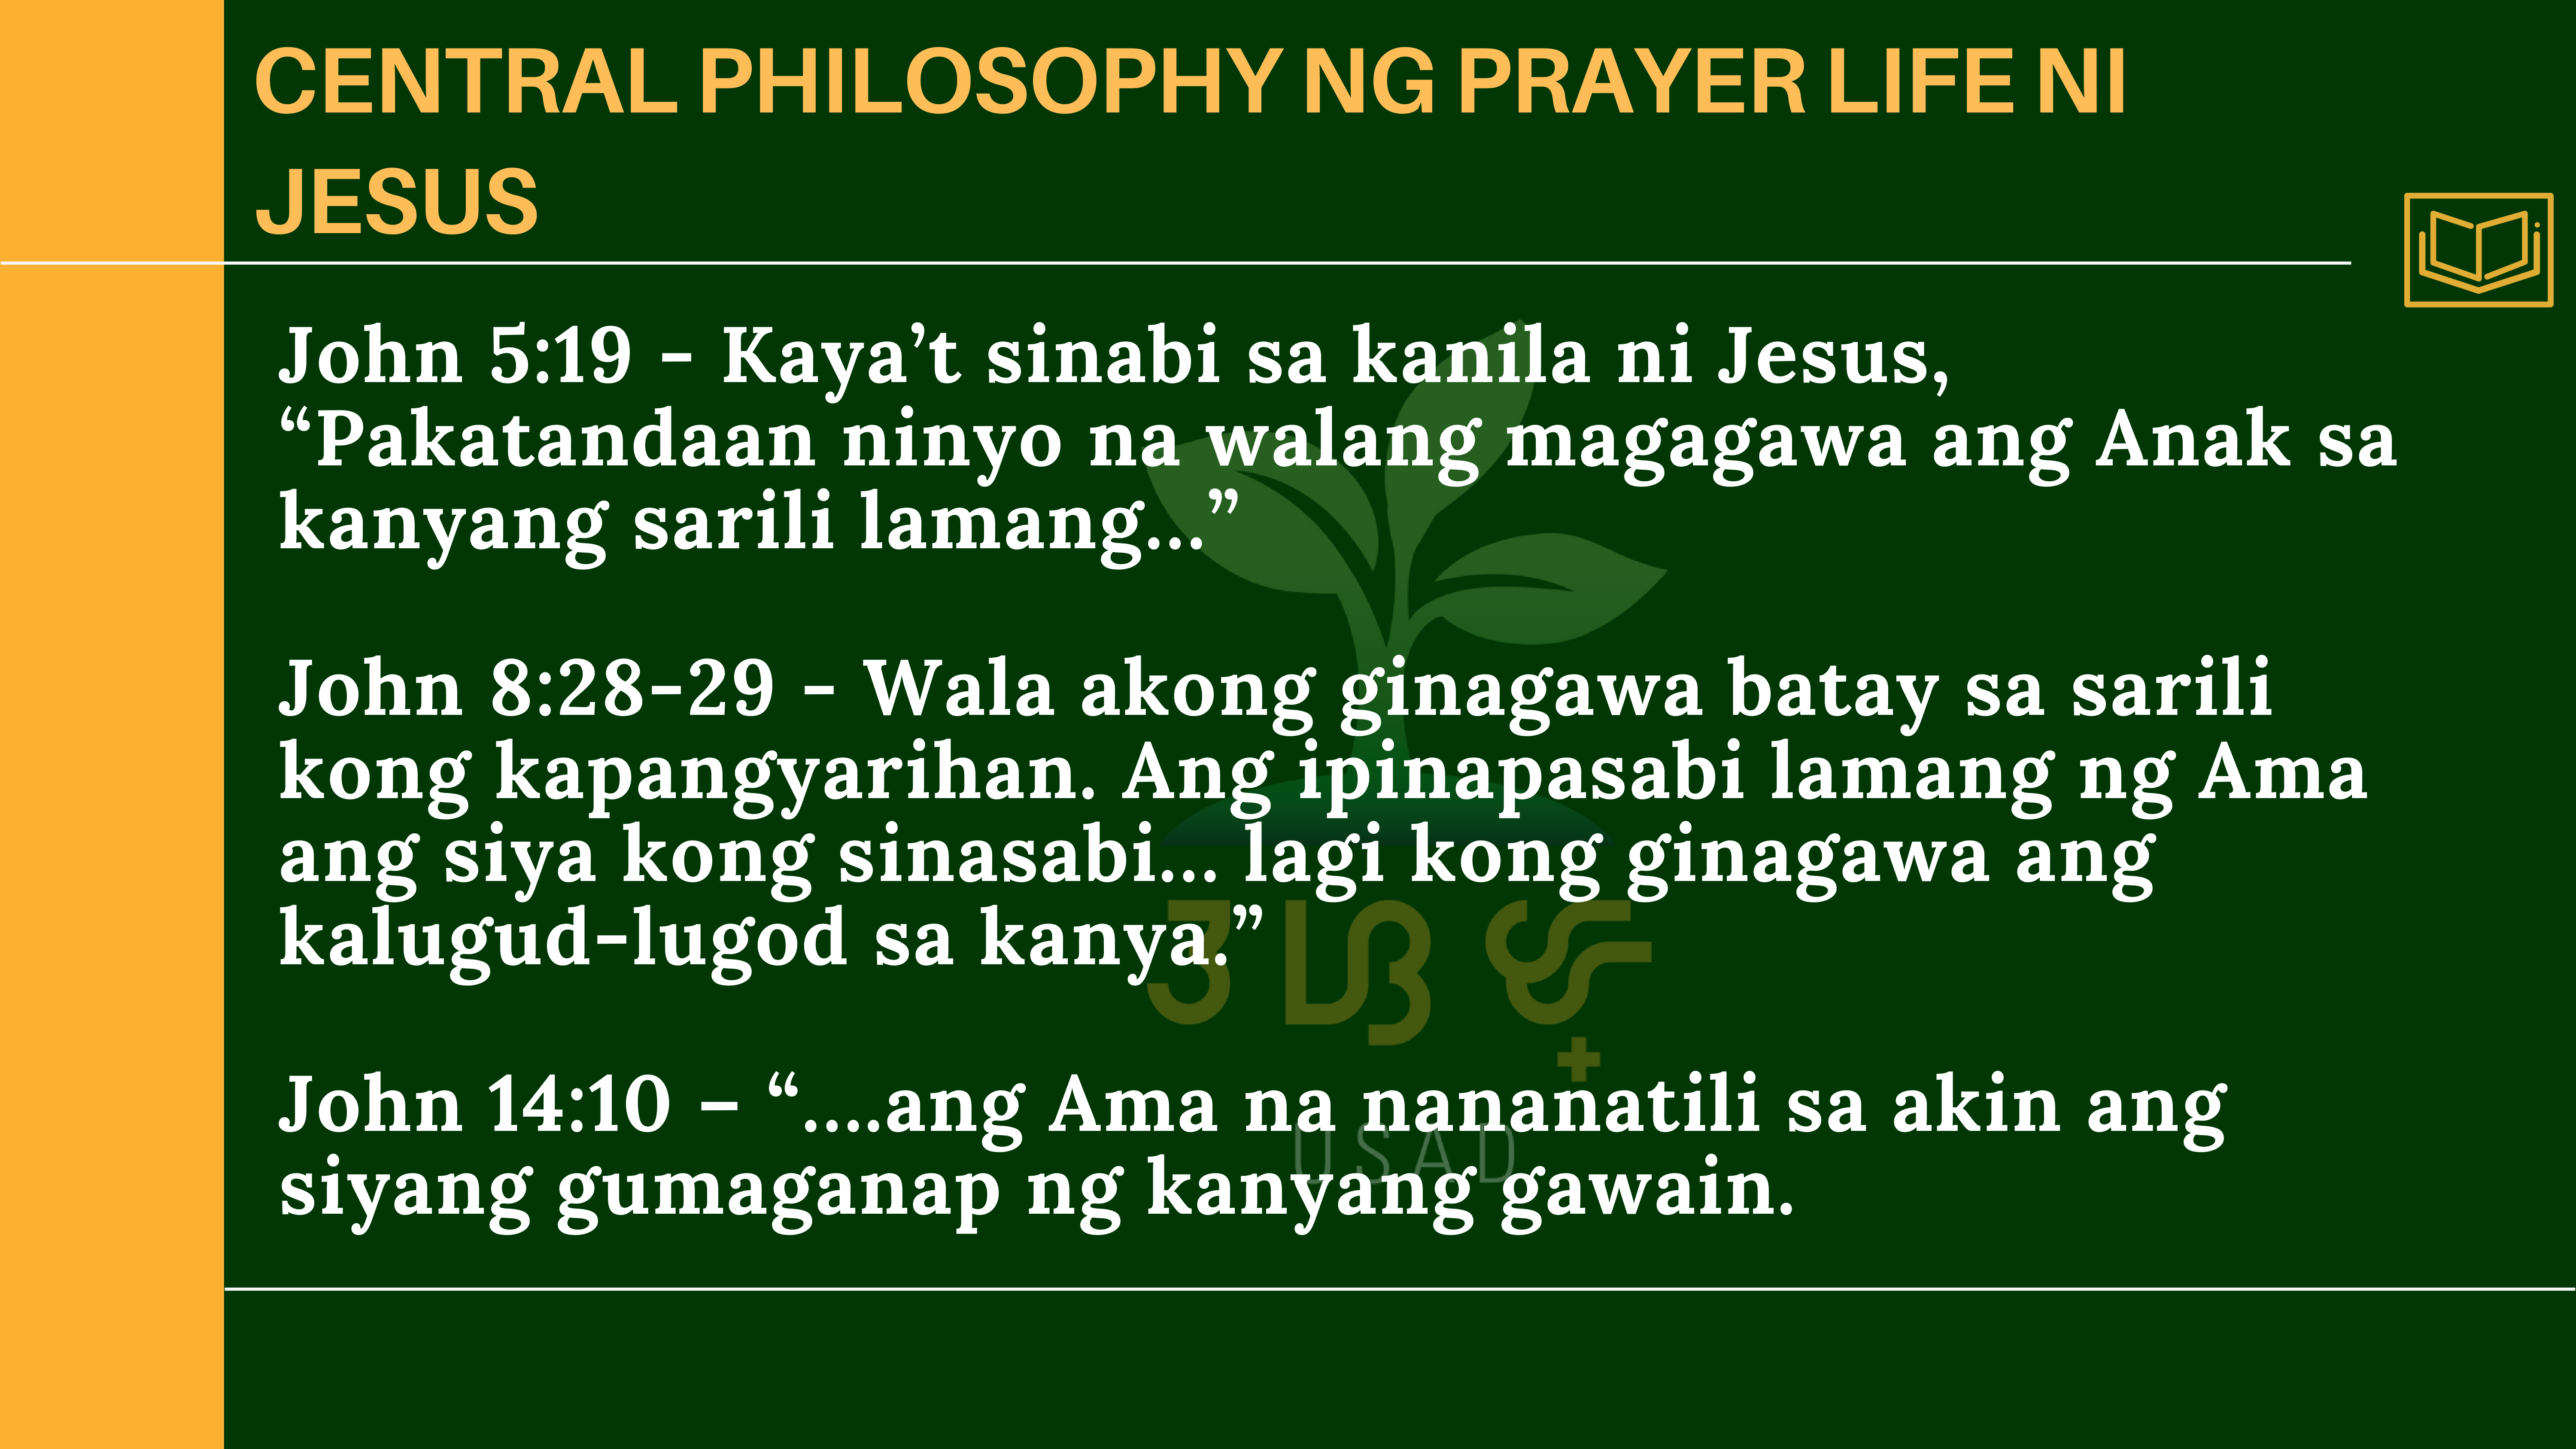 CENTRAL PHILOSOPHY NG PRAYER LIFE NI
JESUS
John 5:19 - Kaya’t sinabi sa kanila ni Jesus,
“Pakatandaan ninyo na walang magagawa ang Anak sa
kanyang sarili lamang...”
John 8:28-29 - Wala akong ginagawa batay sa sarili
kong kapangyarihan. Ang ipinapasabi lamang ng Ama
ang siya kong sinasabi... lagi kong ginagawa ang
kalugud-lugod sa kanya.”
John 14:10 – “....ang Ama na nananatili sa akin ang
siyang gumaganap ng kanyang gawain.
USAD